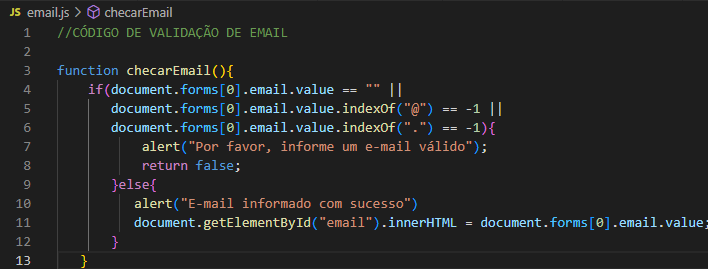 JS email.js > checarEmail
1 //CÓDIGO DE VALIDAÇÃO DE EMAIL
2
3 function checarEmail(){
4 if(document.forms[0].email.value == "" ||
5 document.forms[0].email.value.indexOf("@") == -1 ||
6 document.forms[0].email.value.indexOf(".") == -1){
7 alert("Por favor, informe um e-mail válido");
8 return false;
9 }else{
10 alert("E-mail informado com sucesso")
11 document.getElementById("email").innerHTML = document.forms[0].email.value;
12 }
13 }